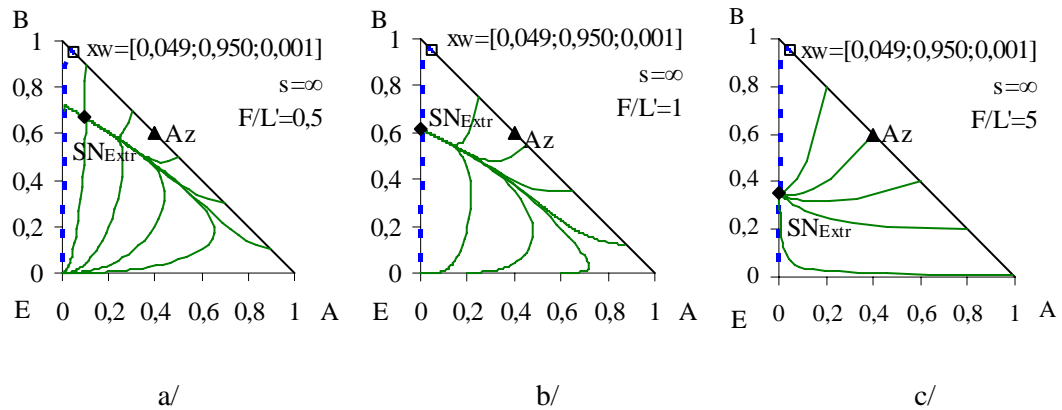 B
1
0,8
0,6
0,4
0,2
0
E 0 0,2 0,4 0,6 0,8 1 A
xw=[0,049;0,950;0,001]
s=∞
F/L'=0,5
Az
SNExtr
a/
B
1
0,8
0,6
0,4
0,2
0
E 0 0,2 0,4 0,6 0,8 1 A
xw=[0,049;0,950;0,001]
s=∞
F/L'=1
SNExtr
Az
b/
B
1
0,8
0,6
0,4
0,2
0
E 0 0,2 0,4 0,6 0,8 1 A
xw=[0,049;0,950;0,001]
s=∞
F/L'=5
Az
SNExtr
c/